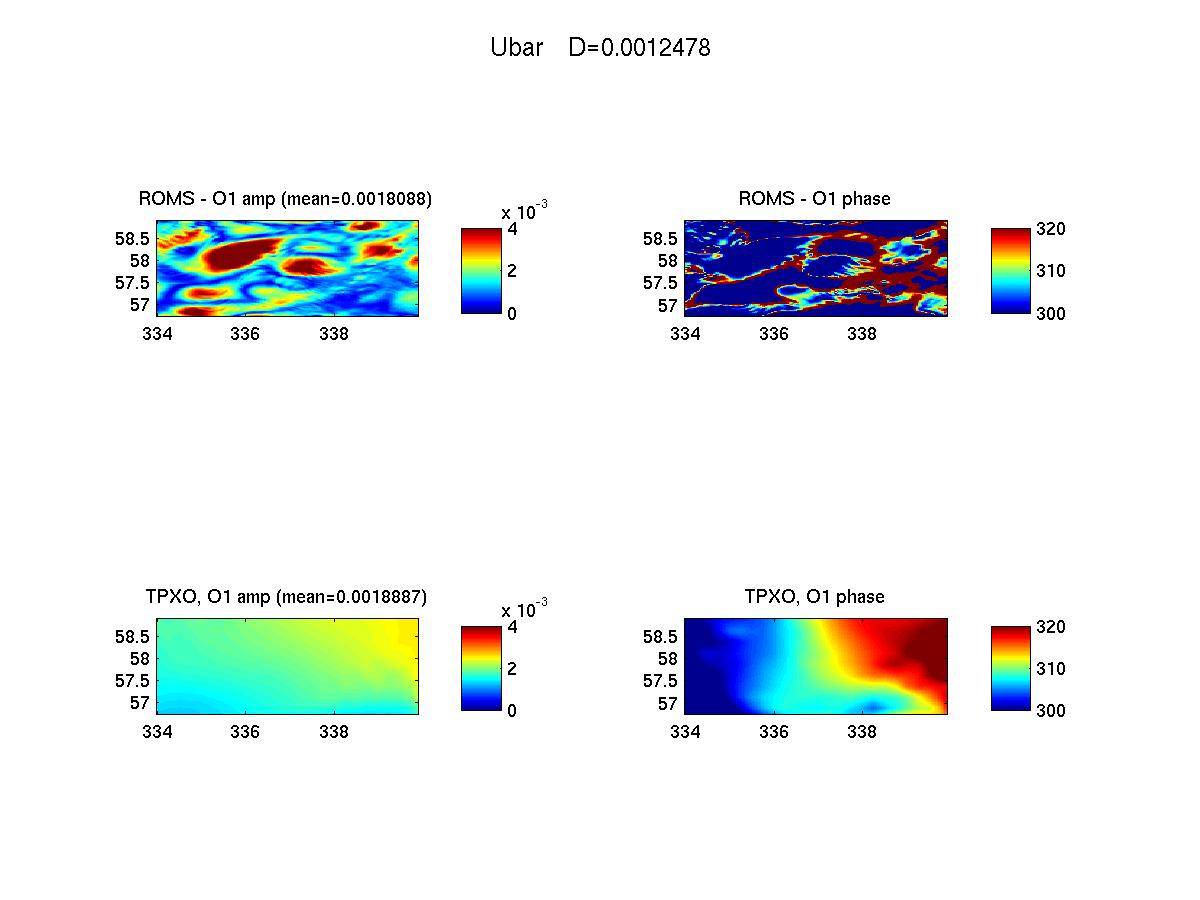 Ubar D=0.0012478
ROMS - O1 amp (mean=0.0018088)
x 10-3
58.5
58
57.5
57
334 336 338
4
2
0
ROMS - O1 phase
58.5
58
57.5
57
334 336 338
320
310
300
TPXO, O1 amp (mean=0.0018887)
x 10-3
58.5
58
57.5
57
334 336 338
4
2
0
TPXO, O1 phase
58.5
58
57.5
57
334 336 338
320
310
300